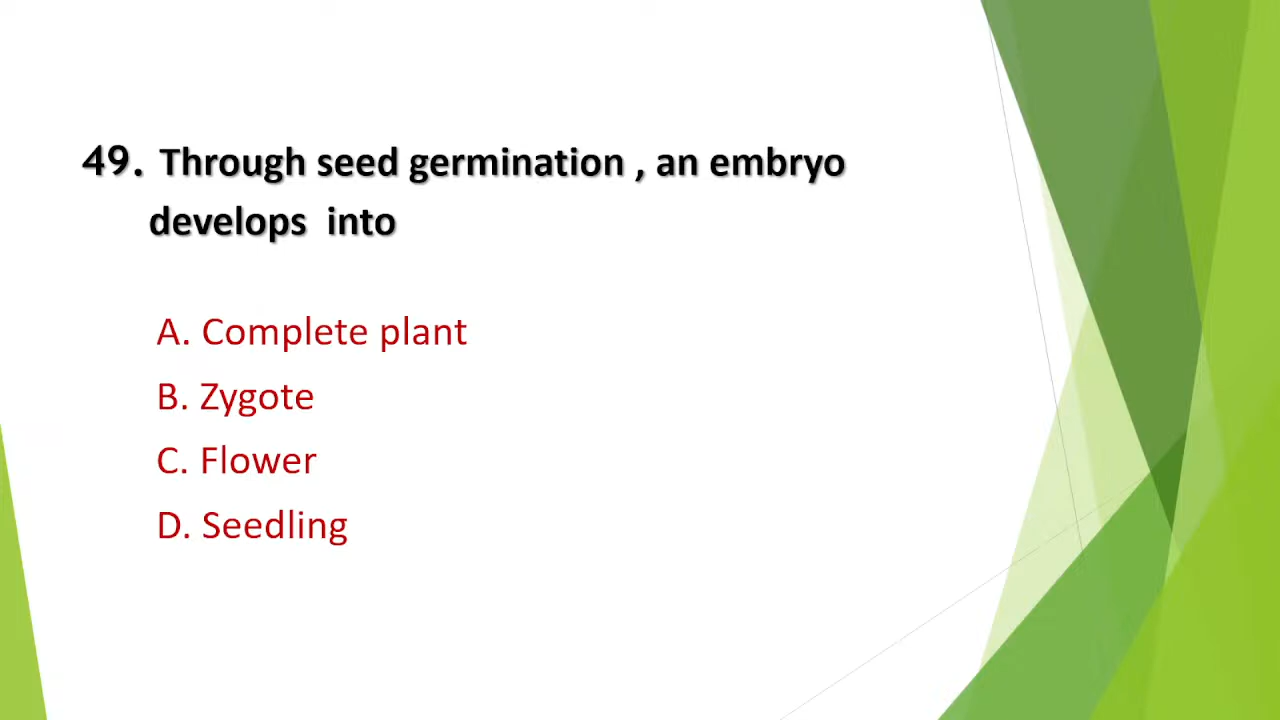 49. Through seed germination , an embryo
develops into
A. Complete plant
B. Zygote
C. Flower
D. Seedling